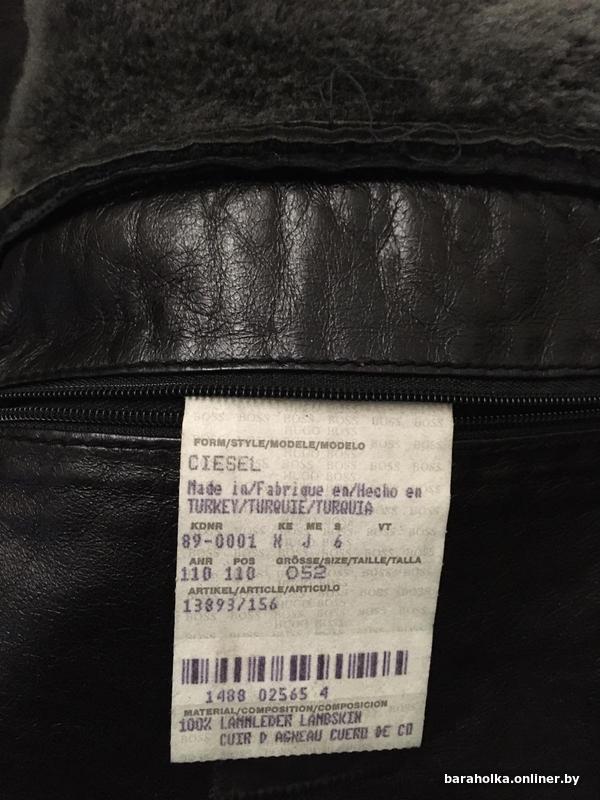 FORM/STYLE/MODELE/MODELO
CIESEL
Made in/Fabrique en/Hecho en
TURKEY/TURQUIE/TURQUIA
KDNR KE ME S VT
89-0001 N J 6
ANR POS GRÖSSE/SIZE/TAILLE/TALLA
110 110 052
ARTIKEL/ARTICLE/ARTICULO
13893/156
1488 02565 4
MATERIAL/COMPOSITION/COMPOSICION
100% LAMMLEDER LAMBSKIN
CUIR D AGNEAU CUERO DE CO
baraholka.onliner.by